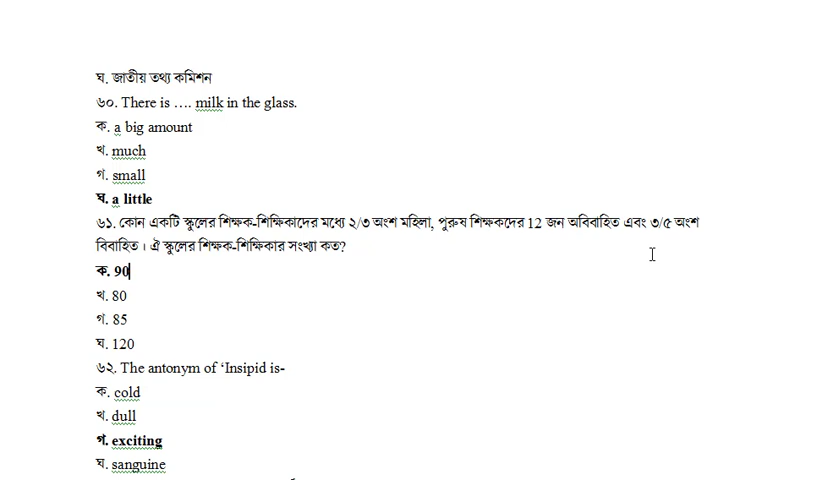 ঘ. জাতীয় তথ্য কমিশন
৬০. There is …. milk in the glass.
ক. a big amount
খ. much
গ. small
ঘ. a little
৬১. কোন একটি স্কুলের শিক্ষক-শিক্ষিকাদের মধ্যে ২/৩ অংশ মহিলা, পুরুষ শিক্ষকদের 12 জন অবিবাহিত এবং ৩/৫ অংশ
বিবাহিত। ঐ স্কুলের শিক্ষক-শিক্ষিকার সংখ্যা কত?
ক. 90
খ. 80
গ. 85
ঘ. 120
৬২. The antonym of ‘Insipid is-
ক. cold
খ. dull
গ. exciting
ঘ. sanguine